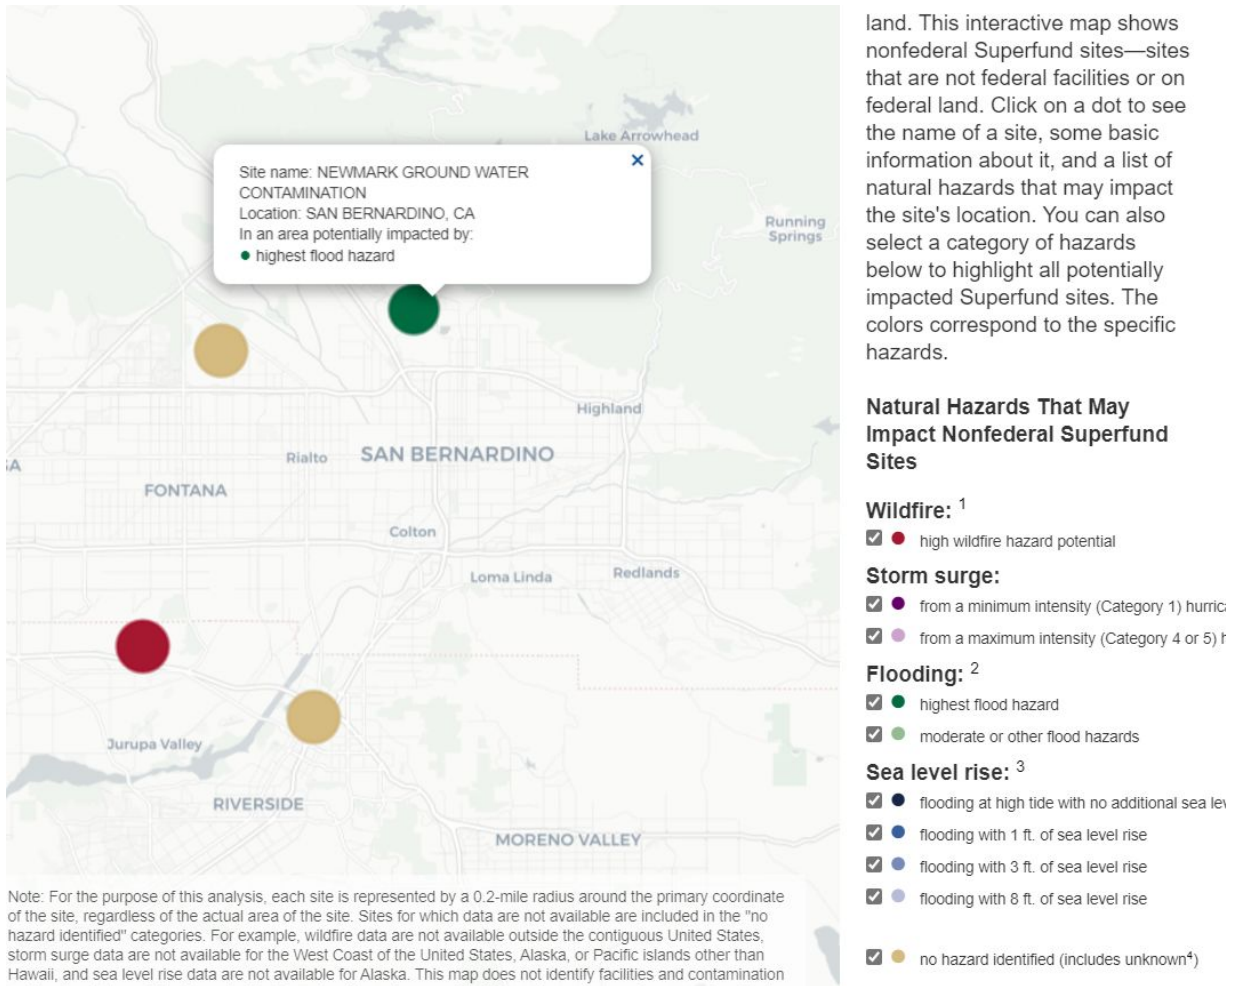 land. This interactive map shows
nonfederal Superfund sites—sites
that are not federal facilities or on
federal land. Click on a dot to see
the name of a site, some basic
information about it, and a list of
natural hazards that may impact
the site's location. You can also
select a category of hazards
below to highlight all potentially
impacted Superfund sites. The
colors correspond to the specific
hazards.
Natural Hazards That May
Impact Nonfederal Superfund
Sites
Wildfire: 1
high wildfire hazard potential
Storm surge:
from a minimum intensity (Category 1) hurrica
from a maximum intensity (Category 4 or 5) h
Flooding: 2
highest flood hazard
moderate or other flood hazards
Sea level rise: 3
flooding at high tide with no additional sea lev
flooding with 1 ft. of sea level rise
flooding with 3 ft. of sea level rise
flooding with 8 ft. of sea level rise
no hazard identified (includes unknown4)
Lake Arrowhead
×
Site name: NEWMARK GROUND WATER
CONTAMINATION
Location: SAN BERNARDINO, CA
In an area potentially impacted by:
highest flood hazard
Running
Springs
Highland
Rialto
SAN BERNARDINO
A
FONTANA
Colton
Loma Linda
Redlands
Jurupa Valley
RIVERSIDE
MORENO VALLEY
Note: For the purpose of this analysis, each site is represented by a 0.2-mile radius around the primary coordinate
of the site, regardless of the actual area of the site. Sites for which data are not available are included in the "no
hazard identified" categories. For example, wildfire data are not available outside the contiguous United States,
storm surge data are not available for the West Coast of the United States, Alaska, or Pacific islands other than
Hawaii, and sea level rise data are not available for Alaska. This map does not identify facilities and contamination